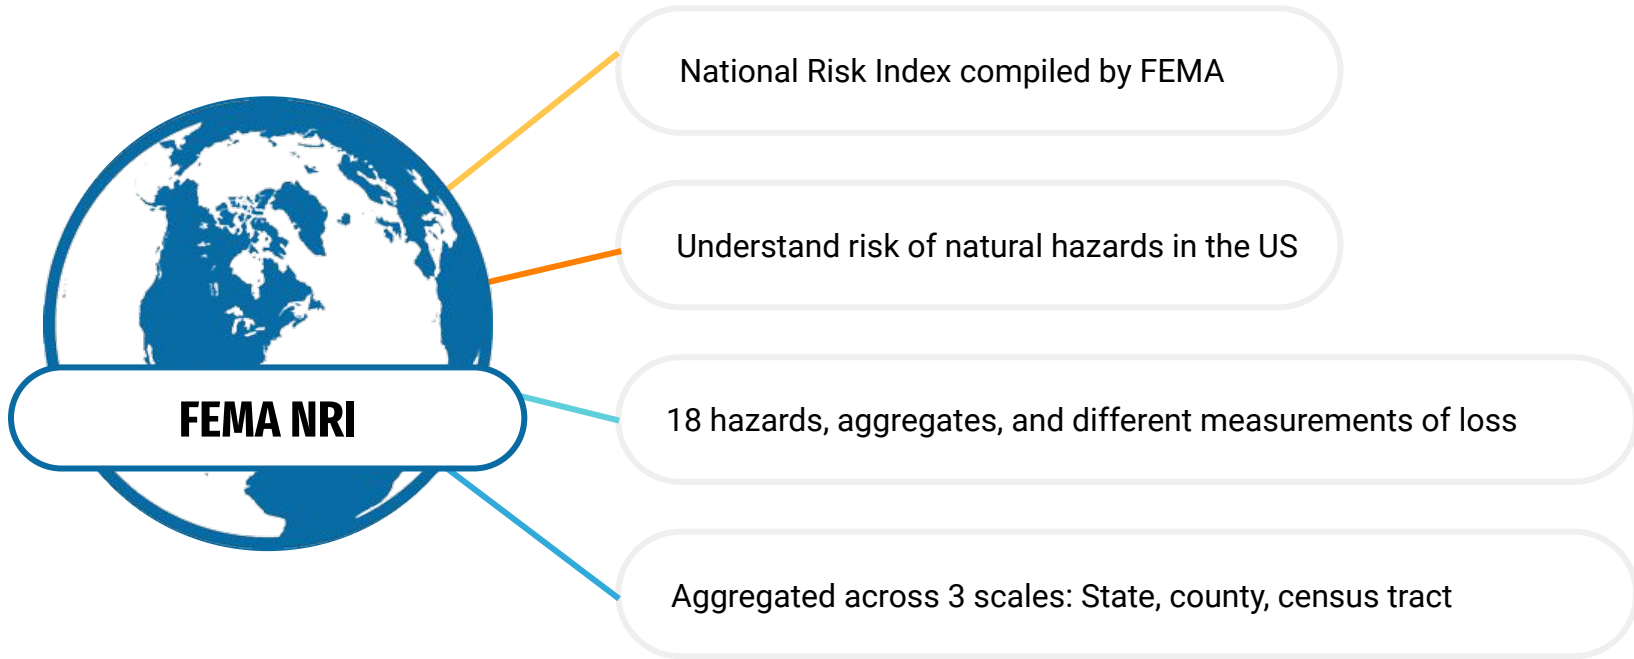 National Risk Index compiled by FEMA
Understand risk of natural hazards in the US
FEMA NRI
18 hazards, aggregates, and different measurements of loss
Aggregated across 3 scales: State, county, census tract